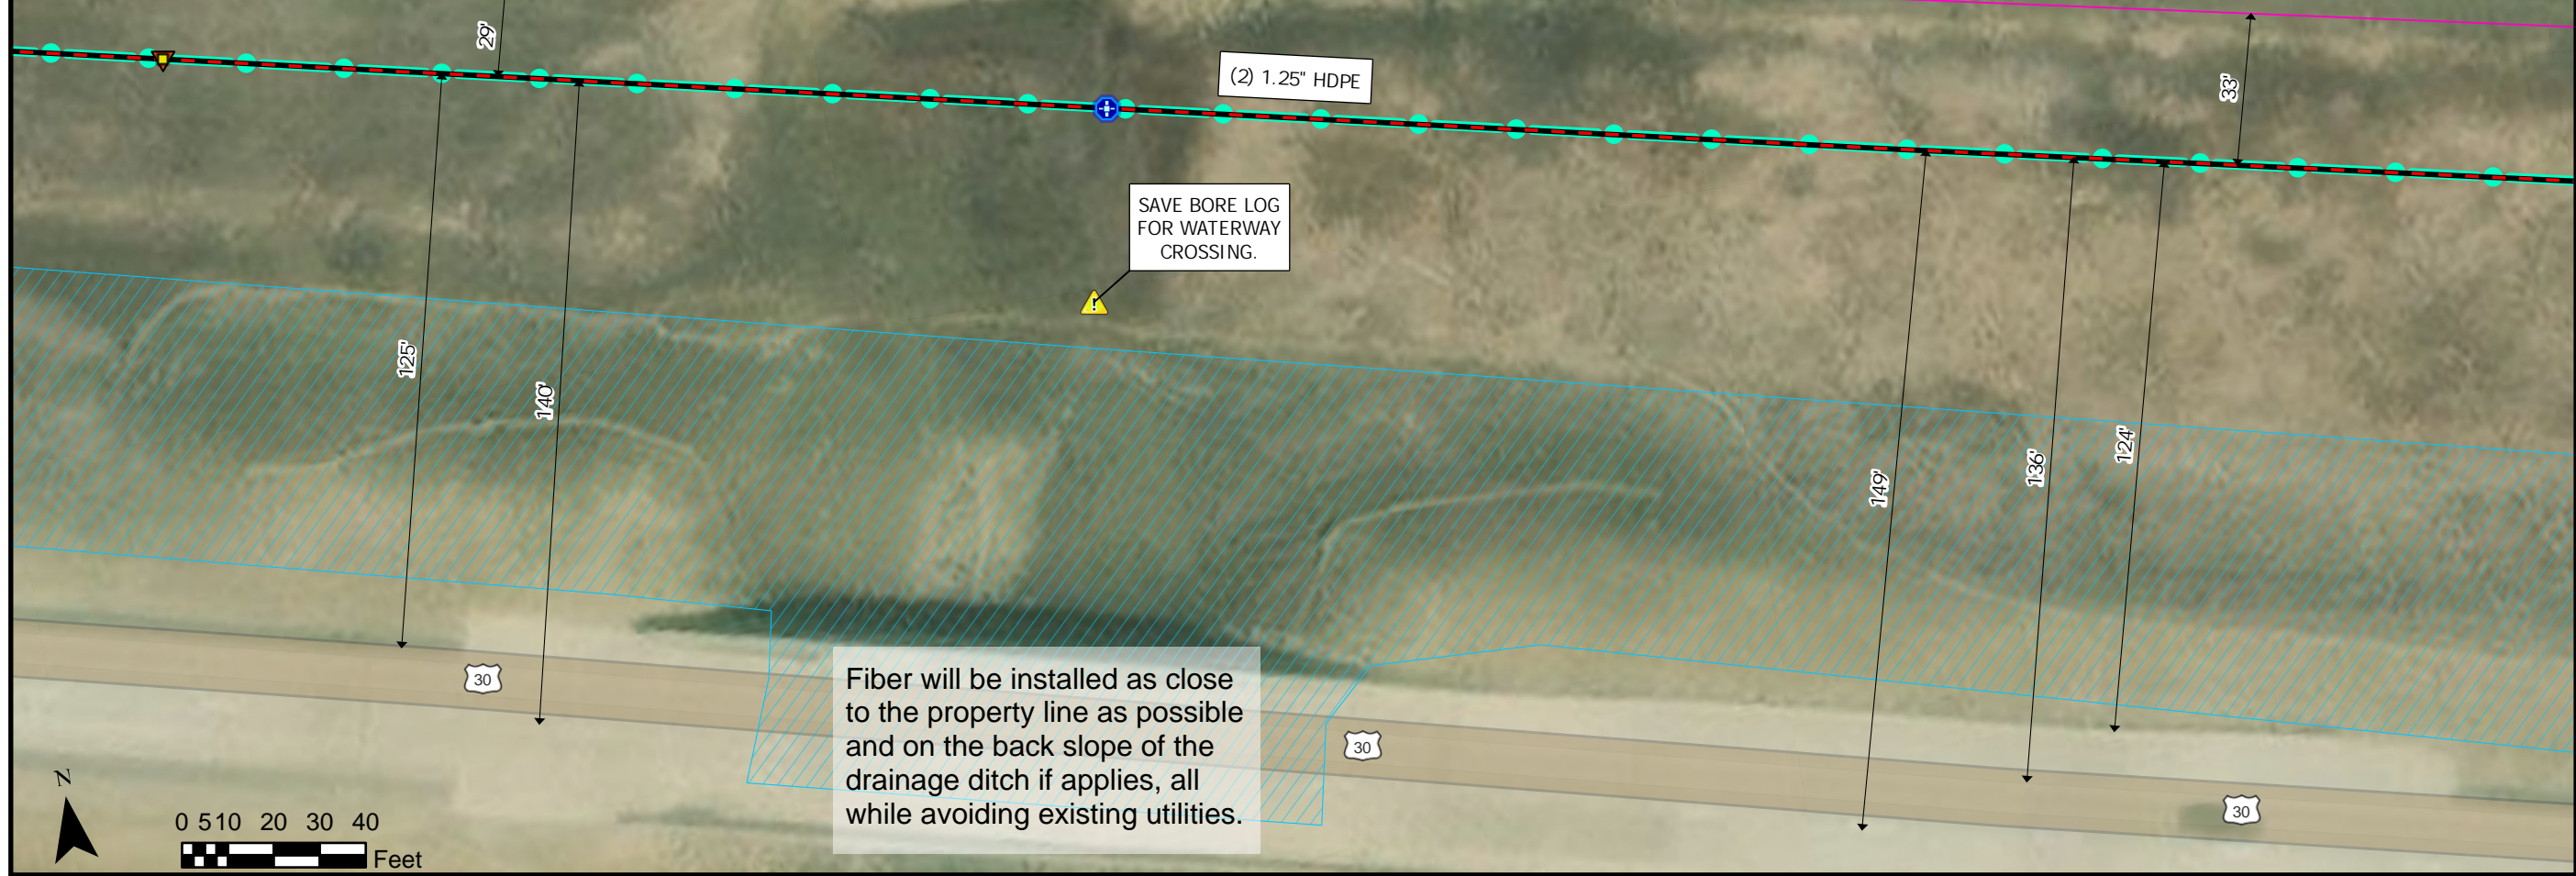 29'
33'
(2) 1.25" HDPE
SAVE BORE LOG
FOR WATERWAY
CROSSING.
!
125'
140'
149'
136'
124'
30
Fiber will be installed as close
to the property line as possible
and on the back slope of the
drainage ditch if applies, all
while avoiding existing utilities.
30
30
N
0 5 10 20 30 40
Feet